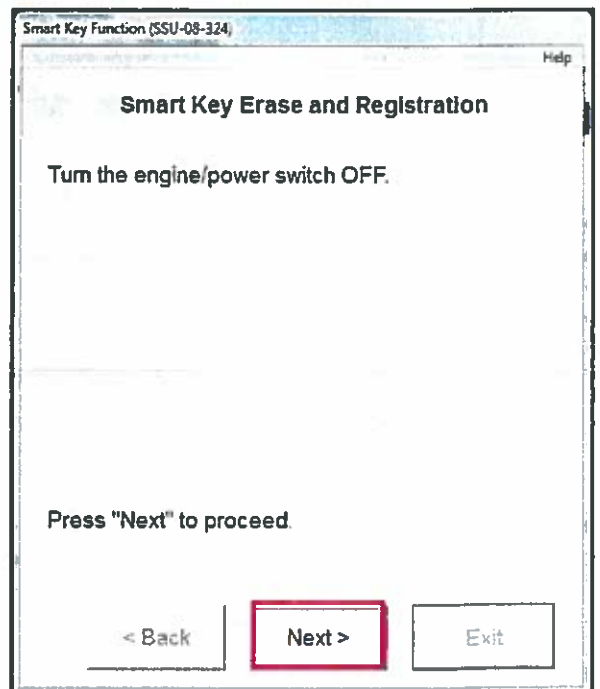 Smart Key Function (SSU-08-324,
Help
Smart Key Erase and Registration
Turn the engine/power switch OFF.
Press "Next" to proceed.
< Back
Next >
Exit